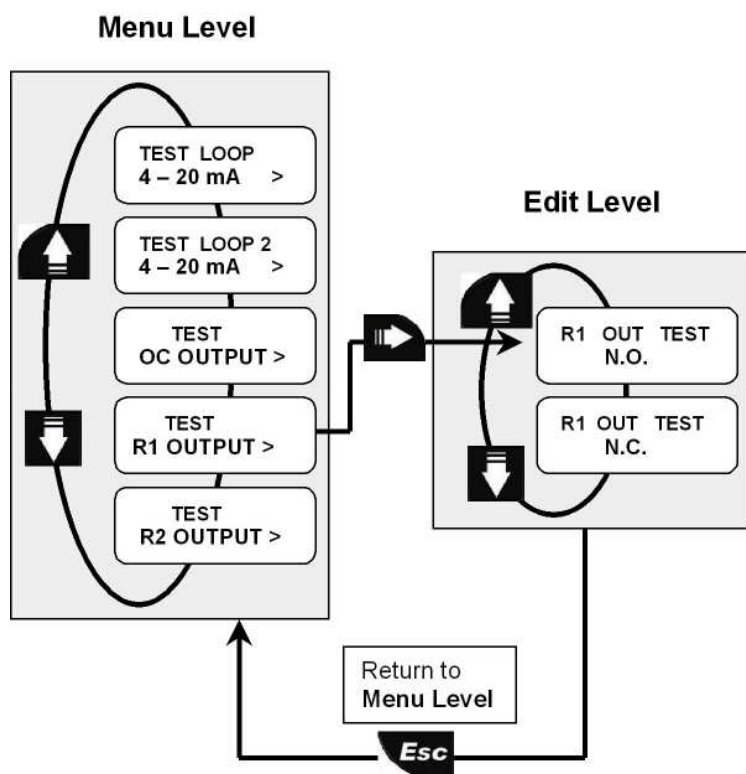 Menu Level
TEST LOOP
4 – 20 mA >
TEST LOOP 2
4 – 20 mA >
TEST
OC OUTPUT >
TEST
R1 OUTPUT >
TEST
R2 OUTPUT >
Edit Level
R1 OUT TEST
N.O.
R1 OUT TEST
N.C.
Return to
Menu Level
Esc